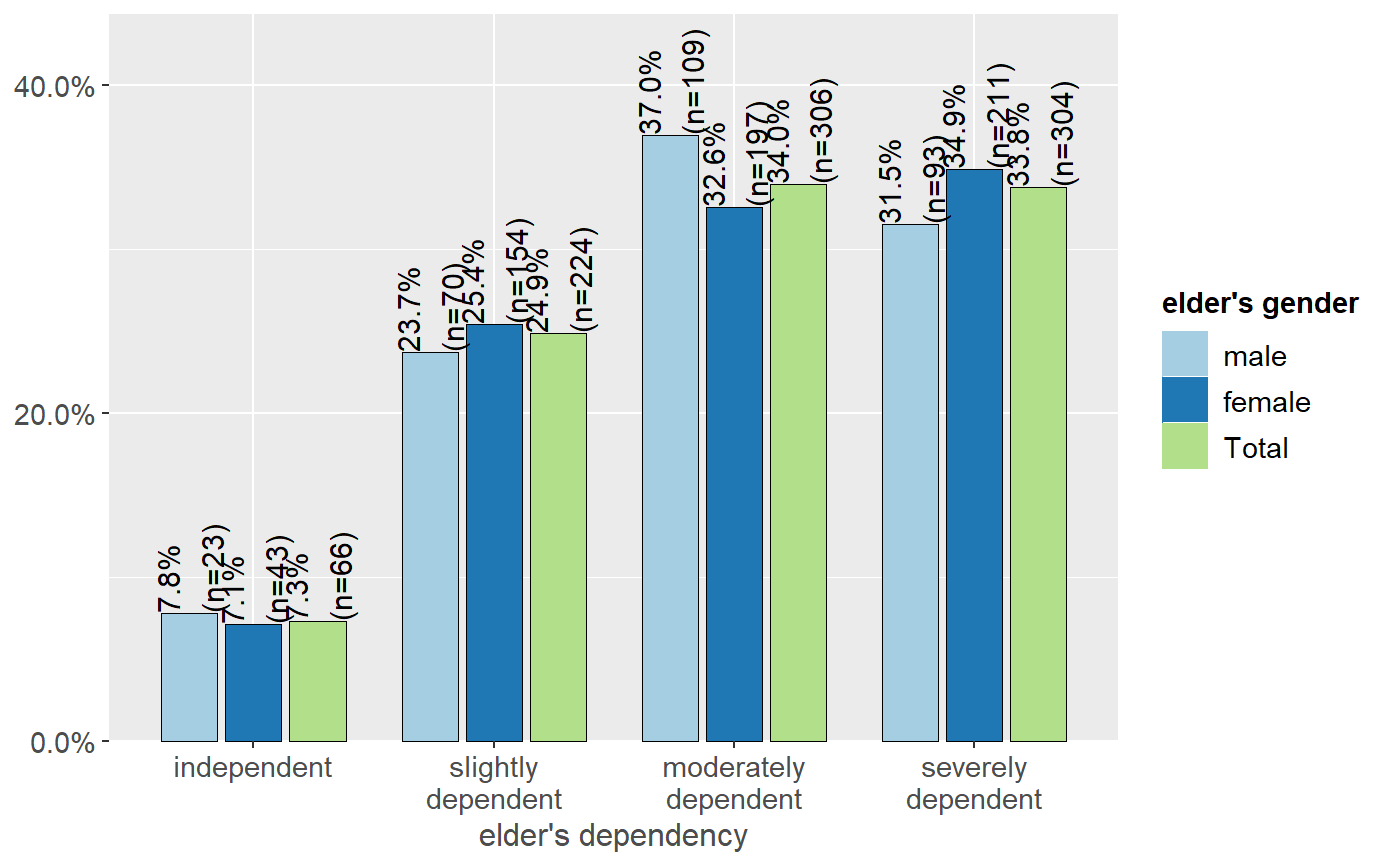 40.0%
20.0%
0.0%
7.8%
(n=23)
7.1%
(n=43)
7.3%
(n=66)
23.7%
(n=70)
25.4%
(n=154)
24.9%
(n=224)
37.0%
(n=109)
32.6%
(n=197)
34.0%
(n=306)
31.5%
(n=93)
34.9%
(n=211)
33.8%
(n=304)
independent
slightly
dependent
moderately
dependent
severely
dependent
elder's dependency
elder's gender
male
female
Total